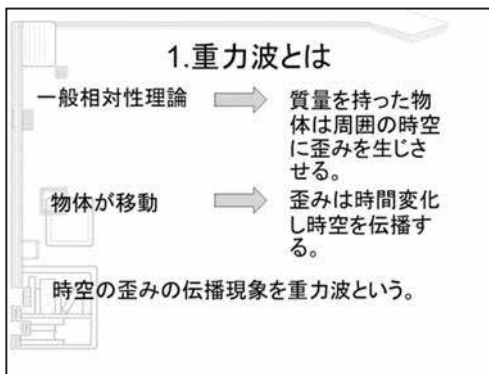 1.重力波とは
一般相対性理論
質量を持った物
体は周囲の時空
に歪みを生じさ
せる。
物体が移動
歪みは時間変化
し時空を伝播す
る。
時空の歪みの伝播現象を重力波という。